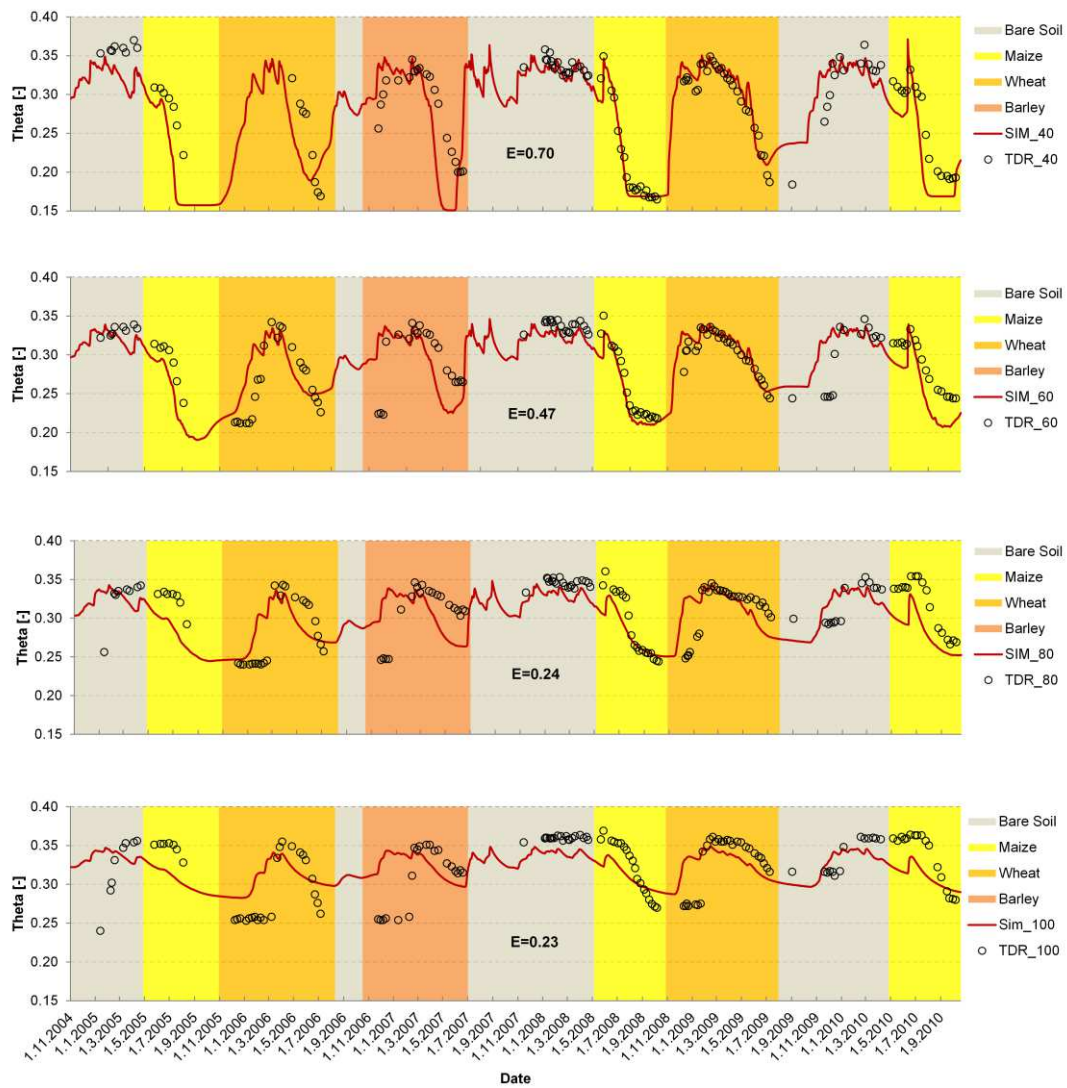 0.40
0.35
0.30
0.25
0.20
0.15
Theta [-]
E=0.70
Bare Soil
Maize
Wheat
Barley
SIM_40
TDR_40
0.40
0.35
0.30
0.25
0.20
0.15
Theta [-]
E=0.47
Bare Soil
Maize
Wheat
Barley
SIM_60
TDR_60
0.40
0.35
0.30
0.25
0.20
0.15
Theta [-]
E=0.24
Bare Soil
Maize
Wheat
Barley
SIM_80
TDR_80
0.40
0.35
0.30
0.25
0.20
0.15
Theta [-]
E=0.23
Bare Soil
Maize
Wheat
Barley
Sim_100
TDR_100
1.11.2004
1.1.2005
1.3.2005
1.5.2005
1.7.2005
1.9.2005
1.11.2005
1.1.2006
1.3.2006
1.5.2006
1.7.2006
1.9.2006
1.11.2006
1.1.2007
1.3.2007
1.5.2007
1.7.2007
1.9.2007
1.11.2007
1.1.2008
1.3.2008
1.5.2008
1.7.2008
1.9.2008
1.11.2008
1.1.2009
1.3.2009
1.5.2009
1.7.2009
1.9.2009
1.11.2009
1.1.2010
1.3.2010
1.5.2010
1.7.2010
1.9.2010
Date